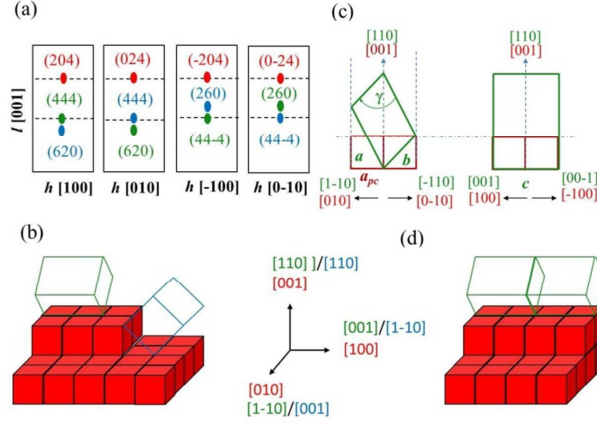 (a)
(204)
(024)
(-204)
(0-24)
(444)
(444)
(260)
(260)
(620)
(620)
(44-4)
(44-4)
l [001]
h [100]
h [010]
h [-100]
h [0-10]
(c)
[110]
[001]
[110]
[001]
γ
a
b
a pc
c
[1-10]
[010]
[-110]
[0-10]
[001]
[100]
[00-1]
[-100]
(b)
[110] ]/[110]
[001]
[001]/[1-10]
[100]
[010]
[1-10]/[001]
(d)